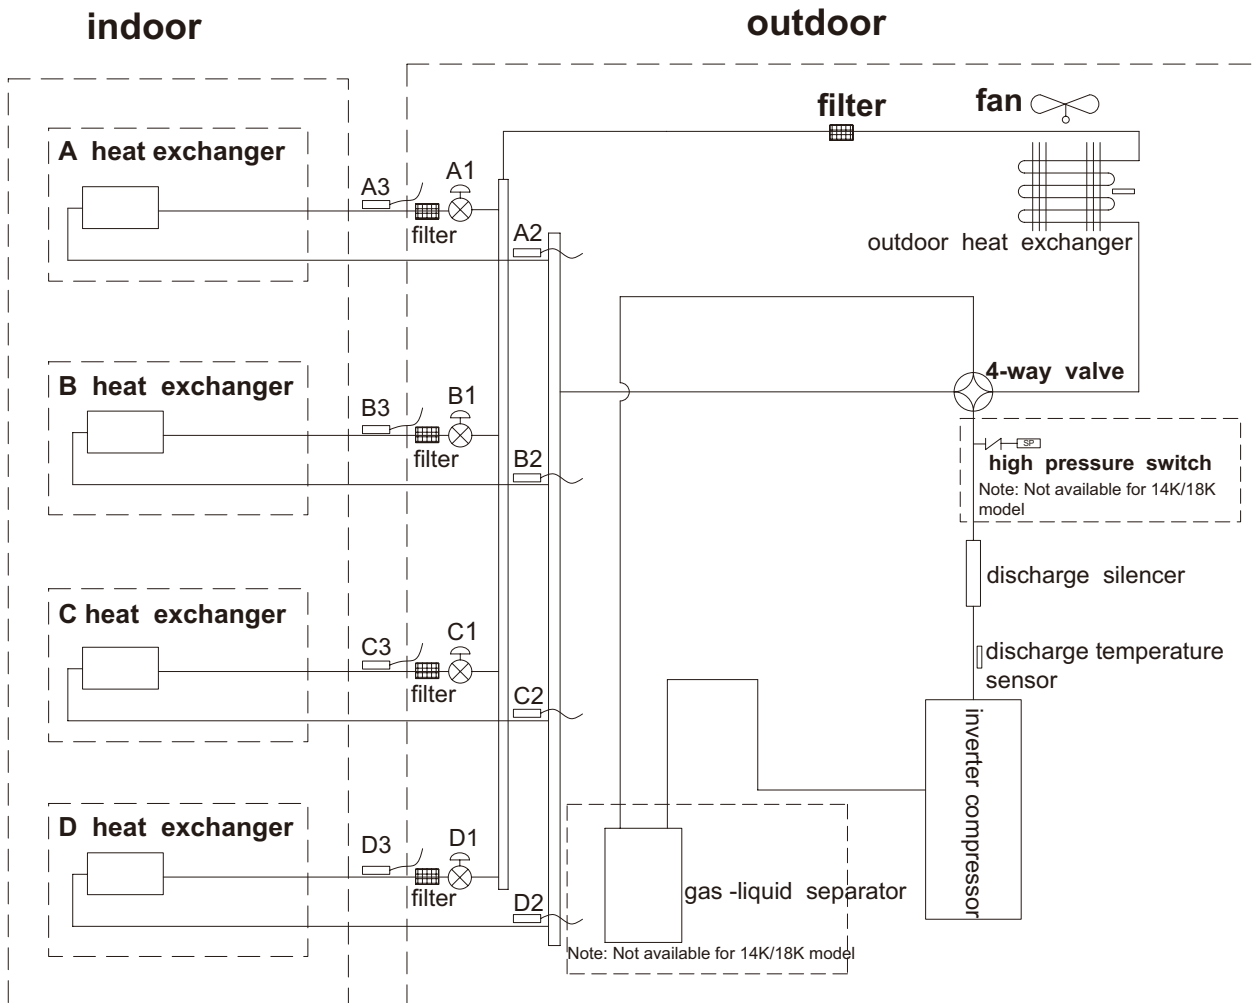 indoor
outdoor
filter
fan
A heat exchanger
A3
A1
filter
A2
outdoor heat exchanger
B heat exchanger
B3
B1
filter
B2
4-way valve
SP
high pressure switch
Note: Not available for 14K/18K
model
discharge silencer
C heat exchanger
C3
C1
filter
C2
discharge temperature
sensor
inverter compressor
D heat exchanger
D3
D1
filter
D2
gas -liquid separator
Note: Not available for 14K/18K model